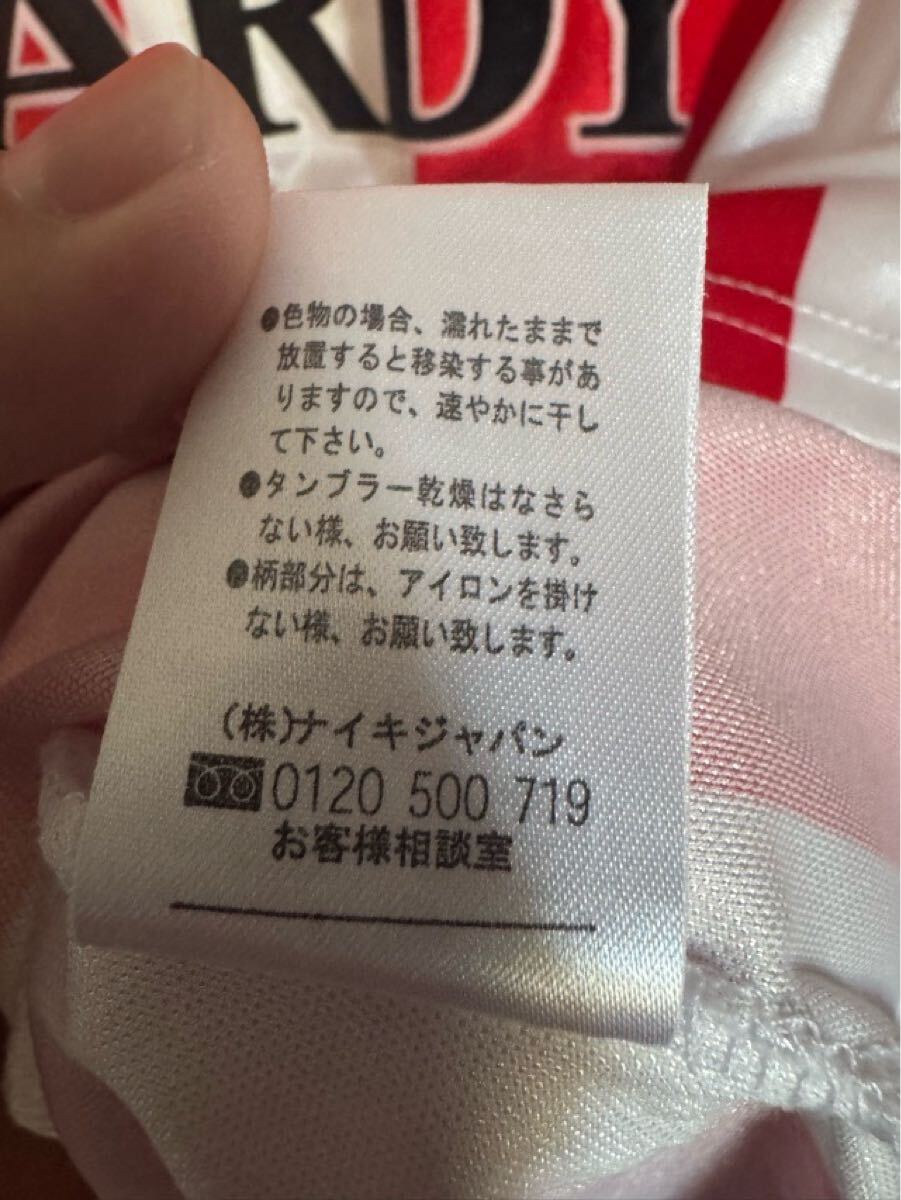 ARDY
●色物の場合、濡れたままで
放置すると移染する事があ
りますので、速やかに干し
て下さい。
●タンブラー乾燥はなさら
ない様、お願い致します。
●柄部分は、アイロンを掛け
ない様、お願い致します。
(株)ナイキジャパン
0120 500 719
お客様相談室